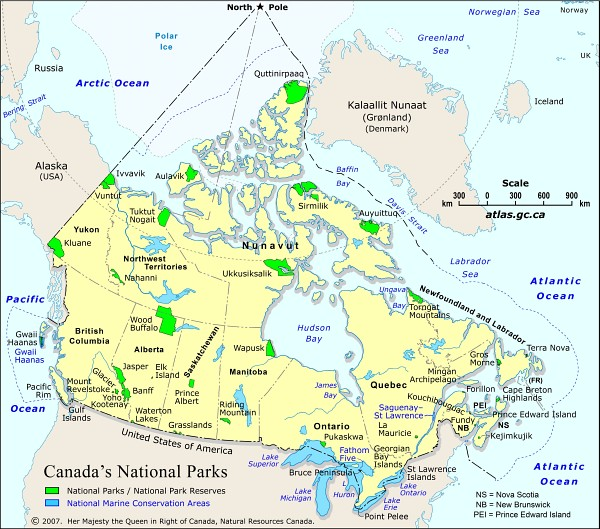 North ★ Pole
Norwegian Sea
Norway
Polar
Ice
Greenland
Sea
UK
Russia
Arctic Ocean
Quttinirpaaq
Kalaallit Nunaat
(Grønland)
(Denmark)
Iceland
Bering Strait
Alaska
(USA)
Ivvavik
Aulavik
Baffin
Bay
Scale
300 0 300 600 900
km km
atlas.gc.ca
Vuntut
Sirmilik
Davis Strait
Tuktut
Nogait
Auyuittuq
Yukon
Kluane
Nunavut
Northwest
Territories
Ukkusiksalik
Labrador
Sea
Nahanni
Atlantic
Ocean
Newfoundland and Labrador
Ungava
Bay
Torngat
Mountains
Pacific
Ocean
Wood
Buffalo
Hudson
Bay
Gwaii
Haanas
Gwaii
Haanas
British
Columbia
Alberta
Saskatchewan
Wapusk
Manitoba
Terra Nova
Gros
Morne
(FR)
Jasper
Elk
Island
Glacier
Mingan
Archipelago
Mount
Revelstoke
Banff
Yoho
Kootenay
Prince
Albert
James
Bay
Quebec
Forillon
Cape Breton
Highlands
Pacific
Rim
Kouchibouguac
PEI
Prince Edward Island
Gulf
Islands
Waterton
Lakes
Riding
Mountain
Saguenay-
St Lawrence
Fundy
NB
NS
Grasslands
Ontario
La
Mauricie
Kejimkujik
United States of America
Pukaskwa
Fathom
Five
Georgian
Bay
Islands
Lake
Superior
Bruce Peninsula
St Lawrence
Islands
Atlantic
Ocean
Canada's National Parks
Lake
Michigan
L
Huron
Lake
Ontario
Lake
Erie
Point Pelee
National Parks / National Park Reserves
National Marine Conservation Areas
NS = Nova Scotia
NB = New Brunswick
PEI = Prince Edward Island
© 2007. Her Majesty the Queen in Right of Canada, Natural Resources Canada.